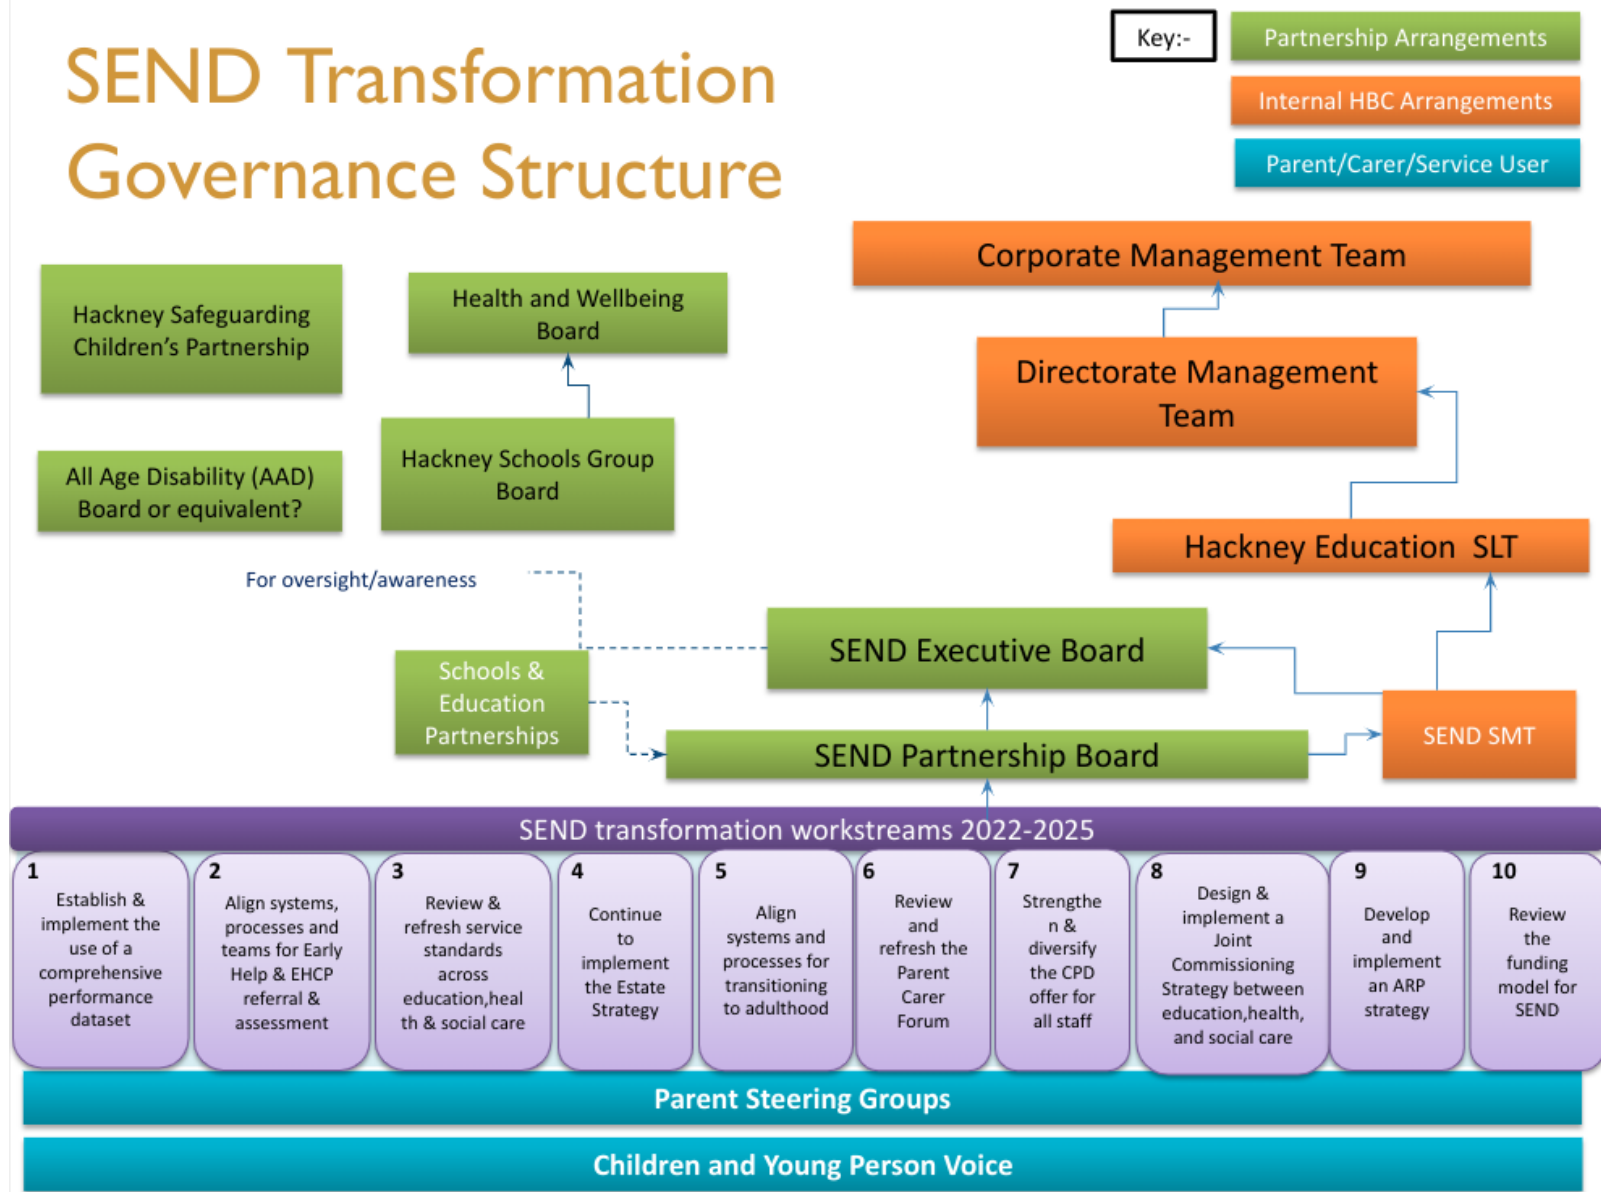 SEND Transformation
Governance Structure
Key:-
Partnership Arrangements
Internal HBC Arrangements
Parent/Carer/Service User
Corporate Management Team
Hackney Safeguarding
Children's Partnership
Health and Wellbeing
Board
Directorate Management
Team
All Age Disability (AAD)
Board or equivalent?
Hackney Schools Group
Board
Hackney Education SLT
For oversight/awareness
SEND Executive Board
Schools &
Education
Partnerships
SEND Partnership Board
SEND SMT
SEND transformation workstreams 2022-2025
1
Establish &
implement the
use of a
comprehensive
performance
dataset
2
Align systems,
processes and
teams for Early
Help & EHCP
referral &
assessment
3
Review &
refresh service
standards
across
education,heal
th & social care
4
Continue
to
implement
the Estate
Strategy
5
Align
systems and
processes for
transitioning
to adulthood
6
Review
and
refresh the
Parent
Carer
Forum
7
Strengthe
n &
diversify
the CPD
offer for
all staff
8
Design &
implement a
Joint
Commissioning
Strategy between
education,health,
and social care
9
Develop
and
implement
an ARP
strategy
10
Review
the
funding
model for
SEND
Parent Steering Groups
Children and Young Person Voice